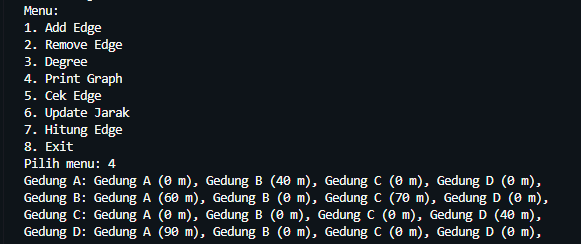 Menu:
1. Add Edge
2. Remove Edge
3. Degree
4. Print Graph
5. Cek Edge
6. Update Jarak
7. Hitung Edge
8. Exit
Pilih menu: 4
Gedung A: Gedung A (0 m), Gedung B (40 m), Gedung C (0 m), Gedung D (0 m),
Gedung B: Gedung A (60 m), Gedung B (0 m), Gedung C (70 m), Gedung D (0 m),
Gedung C: Gedung A (0 m), Gedung B (0 m), Gedung C (0 m), Gedung D (40 m),
Gedung D: Gedung A (90 m), Gedung B (0 m), Gedung C (0 m), Gedung D (0 m),